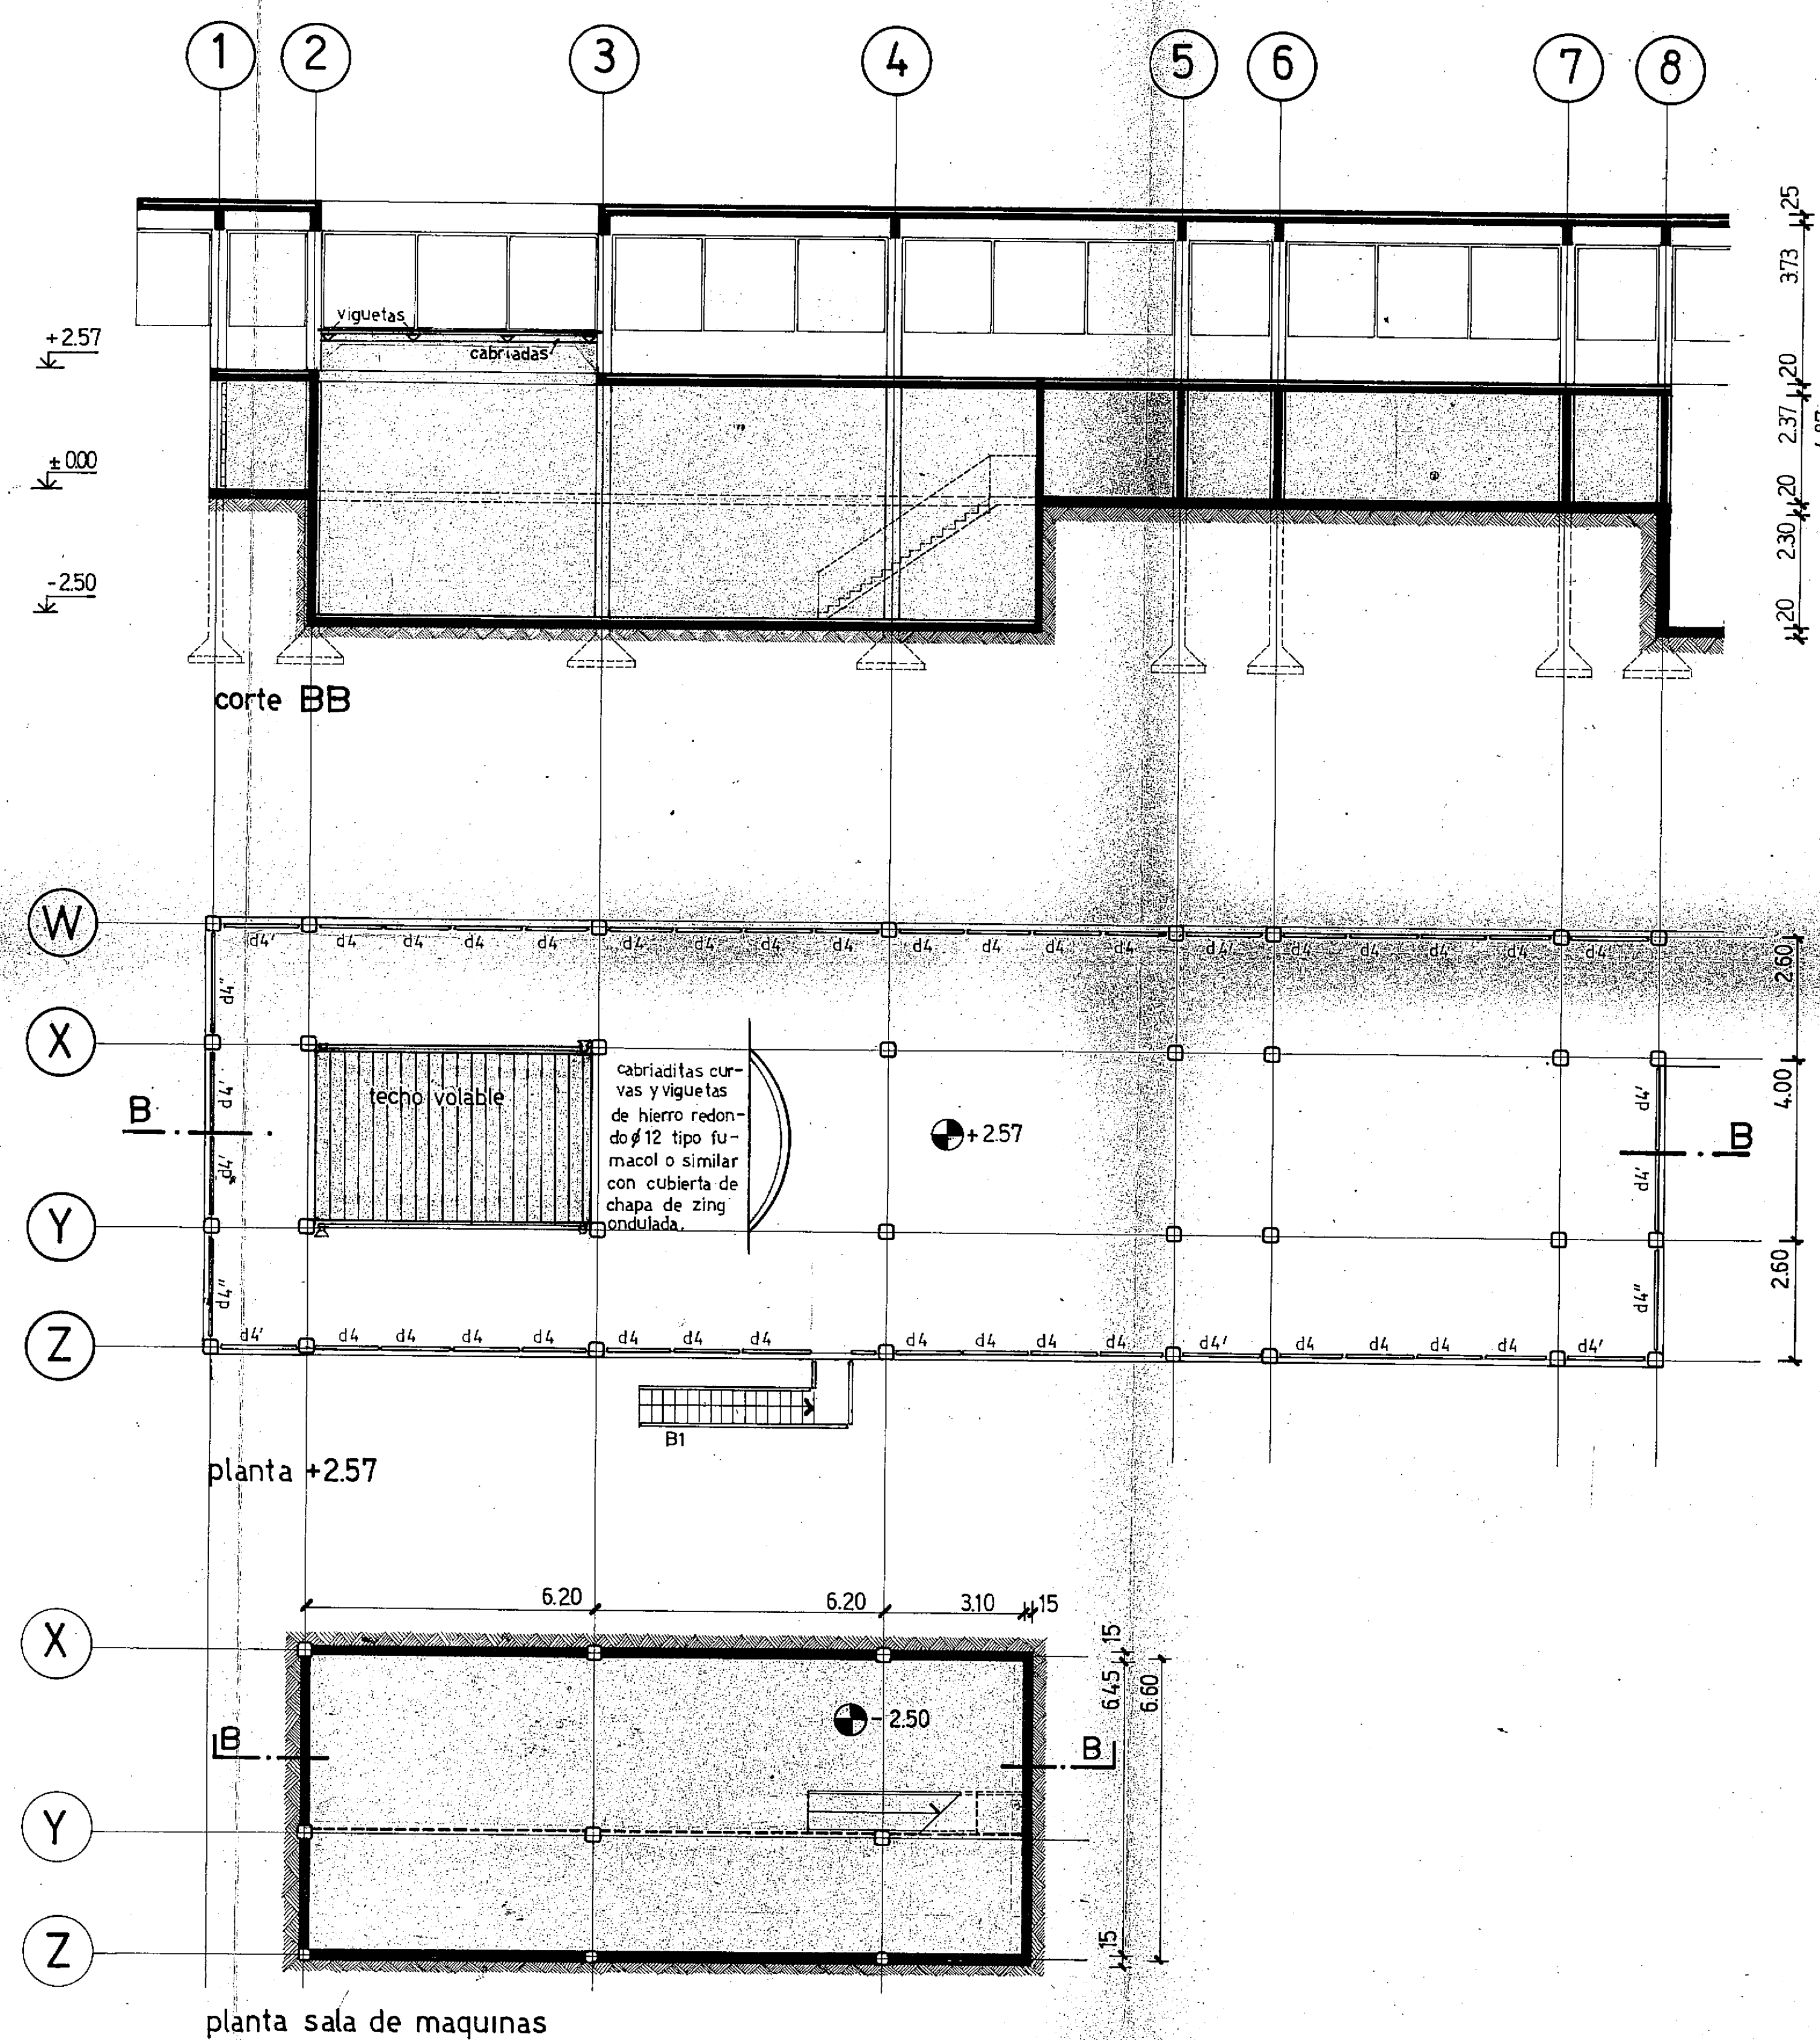 1 2 3 4 5 6 7 8
25
3.73
20
2.37
20
2.30
20
viguetas
cabriadas
+2.57
±0.00
-2.50
corte BB
W
d4' d4 d4 d4 d4 d4 d4 d4 d4 d4 d4 d4 d4 d4' d4 d4 d4 d4 d4'
2.60
d4"
X
techo volable
cabriaditas cur-
vas y viguetas
de hierro redon-
do ø 12 tipo fu-
macol o similar
con cubierta de
chapa de zing
ondulada.
d4'
B
d4'
+2.57
d4'
B
d4'
4.00
Y
d4"
d4"
2.60
Z
d4' d4 d4 d4 d4 d4 d4 d4 d4 d4 d4 d4 d4' d4 d4 d4 d4 d4'
B1
planta +2.57
6.20 6.20 3.10 15
X
15
6.45
6.60
-2.50
B
B
Y
15
Z
planta sala de maquinas